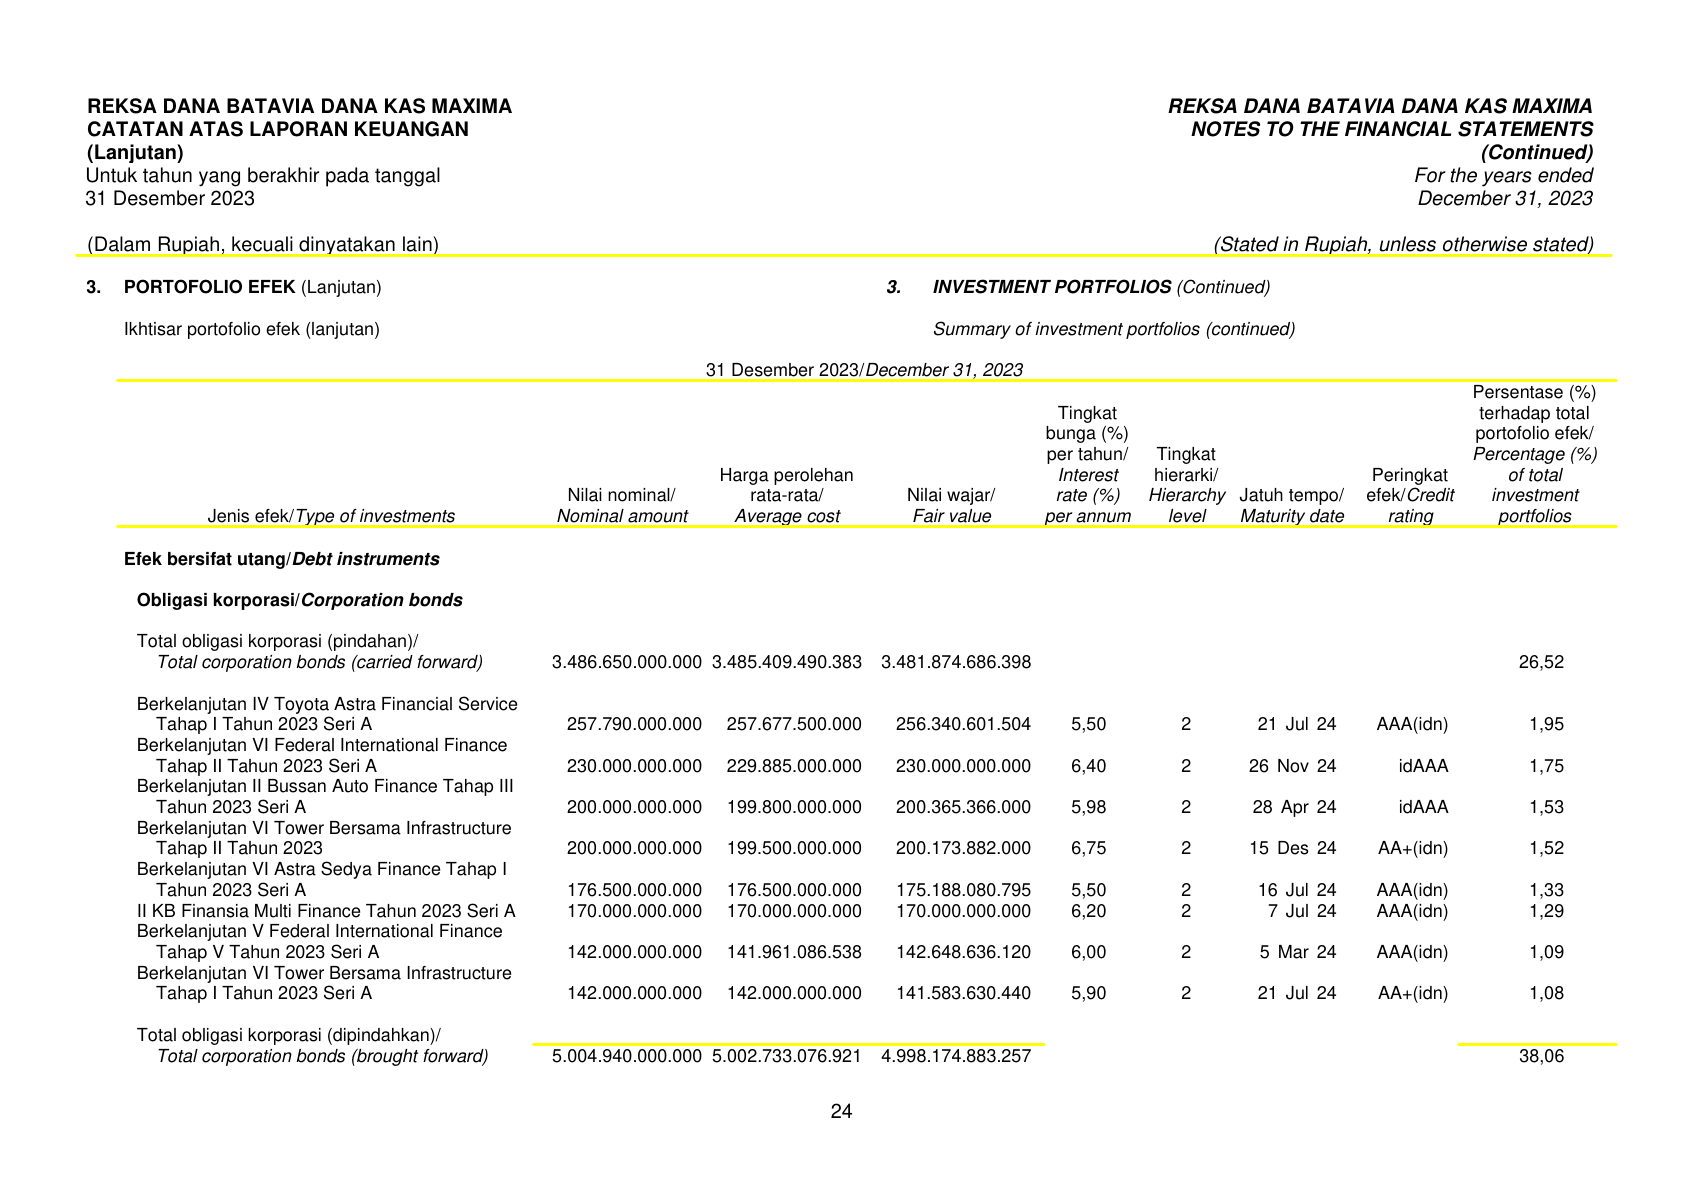 REKSA DANA BATAVIA DANA KAS MAXIMA
CATATAN ATAS LAPORAN KEUANGAN
(Lanjutan)
Untuk tahun yang berakhir pada tanggal
31 Desember 2023
(Dalam Rupiah, kecuali dinyatakan lain)
REKSA DANA BATAVIA DANA KAS MAXIMA
NOTES TO THE FINANCIAL STATEMENTS
(Continued)
For the years ended
December 31, 2023
(Stated in Rupiah, unless otherwise stated)
3. PORTOFOLIO EFEK (Lanjutan)
3. INVESTMENT PORTFOLIOS (Continued)
Ikhtisar portofolio efek (lanjutan)
Summary of investment portfolios (continued)
31 Desember 2023/December 31, 2023
Jenis efek/Type of investments
Nilai nominal/
Nominal amount
Harga perolehan
rata-rata/
Average cost
Nilai wajar/
Fair value
Tingkat
bunga (%)
per tahun/
Interest
rate (%)
per annum
Tingkat
hierarki/
Hierarchy
level
Jatuh tempo/
Maturity date
Peringkat
efek/Credit
rating
Persentase (%)
terhadap total
portofolio efek/
Percentage (%)
of total
investment
portfolios
Efek bersifat utang/Debt instruments
Obligasi korporasi/Corporation bonds
Total obligasi korporasi (pindahan)/
Total corporation bonds (carried forward) 3.486.650.000.000 3.485.409.490.383 3.481.874.686.398 26,52
Berkelanjutan IV Toyota Astra Financial Service
Tahap I Tahun 2023 Seri A 257.790.000.000 257.677.500.000 256.340.601.504 5,50 2 21 Jul 24 AAA(idn) 1,95
Berkelanjutan VI Federal International Finance
Tahap II Tahun 2023 Seri A 230.000.000.000 229.885.000.000 230.000.000.000 6,40 2 26 Nov 24 idAAA 1,75
Berkelanjutan II Bussan Auto Finance Tahap III
Tahun 2023 Seri A 200.000.000.000 199.800.000.000 200.365.366.000 5,98 2 28 Apr 24 idAAA 1,53
Berkelanjutan VI Tower Bersama Infrastructure
Tahap II Tahun 2023 200.000.000.000 199.500.000.000 200.173.882.000 6,75 2 15 Des 24 AA+(idn) 1,52
Berkelanjutan VI Astra Sedya Finance Tahap I
Tahun 2023 Seri A 176.500.000.000 176.500.000.000 175.188.080.795 5,50 2 16 Jul 24 AAA(idn) 1,33
II KB Finansia Multi Finance Tahun 2023 Seri A 170.000.000.000 170.000.000.000 170.000.000.000 6,20 2 7 Jul 24 AAA(idn) 1,29
Berkelanjutan V Federal International Finance
Tahap V Tahun 2023 Seri A 142.000.000.000 141.961.086.538 142.648.636.120 6,00 2 5 Mar 24 AAA(idn) 1,09
Berkelanjutan VI Tower Bersama Infrastructure
Tahap I Tahun 2023 Seri A 142.000.000.000 142.000.000.000 141.583.630.440 5,90 2 21 Jul 24 AA+(idn) 1,08
Total obligasi korporasi (dipindahkan)/
Total corporation bonds (brought forward) 5.004.940.000.000 5.002.733.076.921 4.998.174.883.257 38,06
24